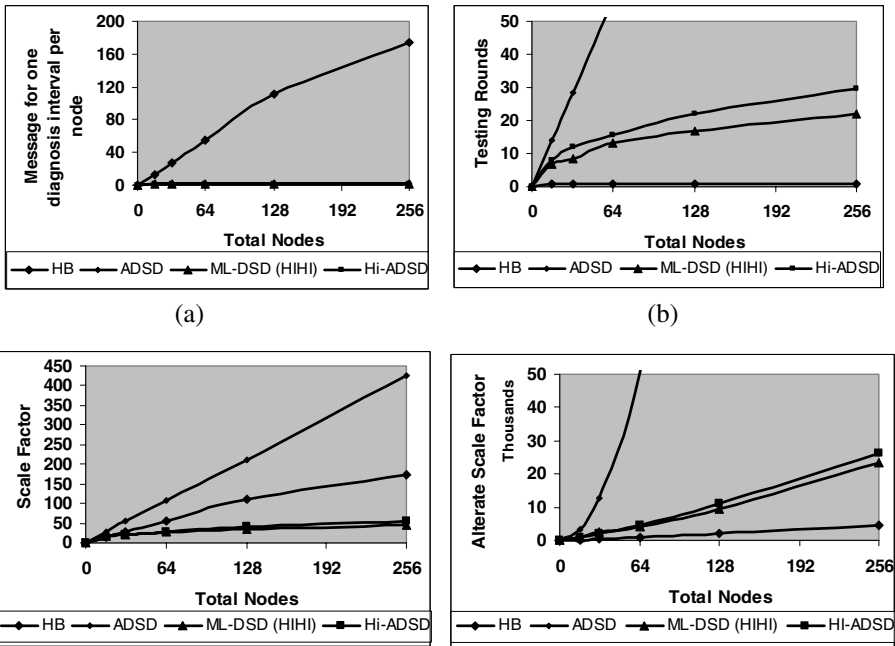 Message for one
diagnosis interval per
node
200
160
120
80
40
0
0 64 128 192 256
Total Nodes
HB ADSD ML-DSD (HIHI) Hi-ADSD
(a)
Testing Rounds
50
40
30
20
10
0
0 64 128 192 256
Total Nodes
HB ADSD ML-DSD (HIHI) Hi-ADSD
(b)
Scale Factor
450
400
350
300
250
200
150
100
50
0
0 64 128 192 256
Total Nodes
HB ADSD ML-DSD (HIHI) Hi-ADSD
Alterate Scale Factor
Thousands
50
40
30
20
10
0
0 64 128 192 256
Total Nodes
HB ADSD ML-DSD (HIHI) HI-ADSD